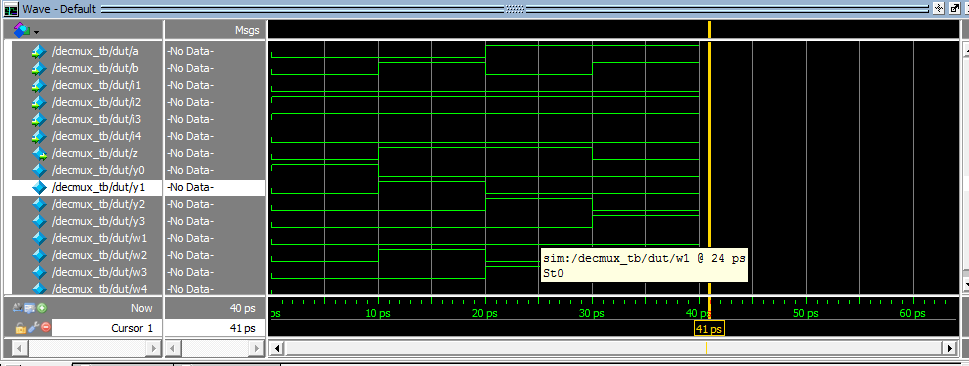 Wave - Default
Msgs
/decmux_tb/dut/a -No Data-
/decmux_tb/dut/b -No Data-
/decmux_tb/dut/i1 -No Data-
/decmux_tb/dut/i2 -No Data-
/decmux_tb/dut/i3 -No Data-
/decmux_tb/dut/i4 -No Data-
/decmux_tb/dut/z -No Data-
/decmux_tb/dut/y0 -No Data-
/decmux_tb/dut/y1 -No Data-
/decmux_tb/dut/y2 -No Data-
/decmux_tb/dut/y3 -No Data-
/decmux_tb/dut/w1 -No Data-
/decmux_tb/dut/w2 -No Data-
/decmux_tb/dut/w3 -No Data-
/decmux_tb/dut/w4 -No Data-
sim:/decmux_tb/dut/w1 @ 24 ps
St0
Now 40 ps ps 10 ps 20 ps 30 ps 40 ps 50 ps 60 ps
Cursor 1 41 ps 41 ps